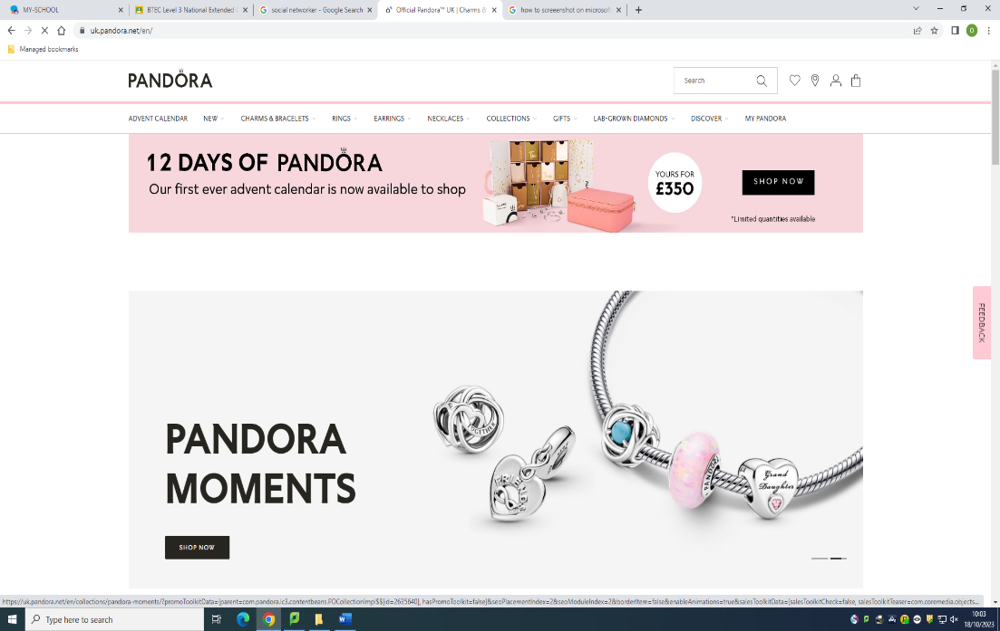 MY-SCHOOL
BTEC Level 3 National Extended
social networker - Google Search
Official Pandora™ UK | Charms &
how to screeenshot on microsoft
uk.pandora.net/en/
O
Managed bookmarks
PANDÖRA
Search
ADVENT CALENDAR NEW CHARMS & BRACELETS RINGS EARRINGS NECKLACES COLLECTIONS GIFTS LAB-GROWN DIAMONDS DISCOVER MY PANDORA
12 DAYS OF PANDÖRA
Our first ever advent calendar is now available to shop
YOURS FOR
£350
SHOP NOW
*Limited quantities available
FEEDBACK
TOGETHER
PANDORA
Grand
Daughter
PANDORA
MOMENTS
SHOP NOW
https://uk.pandora.net/en/collections/pandora-moments/?promoToolkitData=[parent=com.pandora.lc3.contentbeans.PDCollectionImpl$$[id=2635640], hasPromoToolkit=false]&seoPlacementIndex=2&seoModuleIndex=2&borderItem=false&enableAnimations=true&salesToolkitData=[salesToolkitCheck=false, salesToolkitTeaser=com.coremedia.objects...
Type here to search
10:03
18/10/2023